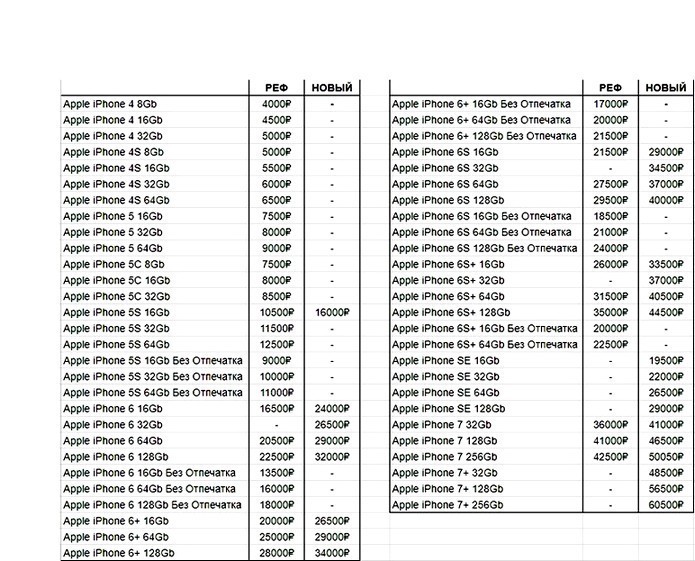 РЕФ НОВЫЙ
Apple iPhone 4 8Gb 4000₽ -
Apple iPhone 4 16Gb 4500₽ -
Apple iPhone 4 32Gb 5000₽ -
Apple iPhone 4S 8Gb 5000₽ -
Apple iPhone 4S 16Gb 5500₽ -
Apple iPhone 4S 32Gb 6000₽ -
Apple iPhone 4S 64Gb 6500₽ -
Apple iPhone 5 16Gb 7500₽ -
Apple iPhone 5 32Gb 8000₽ -
Apple iPhone 5 64Gb 9000₽ -
Apple iPhone 5C 8Gb 7500₽ -
Apple iPhone 5C 16Gb 8000₽ -
Apple iPhone 5C 32Gb 8500₽ -
Apple iPhone 5S 16Gb 10500₽ 16000₽
Apple iPhone 5S 32Gb 11500₽ -
Apple iPhone 5S 64Gb 12500₽ -
Apple iPhone 5S 16Gb Без Отпечатка 9000₽ -
Apple iPhone 5S 32Gb Без Отпечатка 10000₽ -
Apple iPhone 5S 64Gb Без Отпечатка 11000₽ -
Apple iPhone 6 16Gb 16500₽ 24000₽
Apple iPhone 6 32Gb - 26500₽
Apple iPhone 6 64Gb 20500₽ 29000₽
Apple iPhone 6 128Gb 22500₽ 32000₽
Apple iPhone 6 16Gb Без Отпечатка 13500₽ -
Apple iPhone 6 64Gb Без Отпечатка 16000₽ -
Apple iPhone 6 128Gb Без Отпечатка 18000₽ -
Apple iPhone 6+ 16Gb 20000₽ 26500₽
Apple iPhone 6+ 64Gb 25000₽ 29000₽
Apple iPhone 6+ 128Gb 28000₽ 34000₽
РЕФ НОВЫЙ
Apple iPhone 6+ 16Gb Без Отпечатка 17000₽ -
Apple iPhone 6+ 64Gb Без Отпечатка 20000₽ -
Apple iPhone 6+ 128Gb Без Отпечатка 21500₽ -
Apple iPhone 6S 16Gb 21500₽ 29000₽
Apple iPhone 6S 32Gb - 34500₽
Apple iPhone 6S 64Gb 27500₽ 37000₽
Apple iPhone 6S 128Gb 29500₽ 40000₽
Apple iPhone 6S 16Gb Без Отпечатка 18500₽ -
Apple iPhone 6S 64Gb Без Отпечатка 21000₽ -
Apple iPhone 6S 128Gb Без Отпечатка 24000₽ -
Apple iPhone 6S+ 16Gb 26000₽ 33500₽
Apple iPhone 6S+ 32Gb - 37000₽
Apple iPhone 6S+ 64Gb 31500₽ 40500₽
Apple iPhone 6S+ 128Gb 35000₽ 44500₽
Apple iPhone 6S+ 16Gb Без Отпечатка 20000₽ -
Apple iPhone 6S+ 64Gb Без Отпечатка 22500₽ -
Apple iPhone SE 16Gb - 19500₽
Apple iPhone SE 32Gb - 22000₽
Apple iPhone SE 64Gb - 26500₽
Apple iPhone SE 128Gb - 29000₽
Apple iPhone 7 32Gb 36000₽ 41000₽
Apple iPhone 7 128Gb 41000₽ 46500₽
Apple iPhone 7 256Gb 42500₽ 50050₽
Apple iPhone 7+ 32Gb - 48500₽
Apple iPhone 7+ 128Gb - 56500₽
Apple iPhone 7+ 256Gb - 60500₽